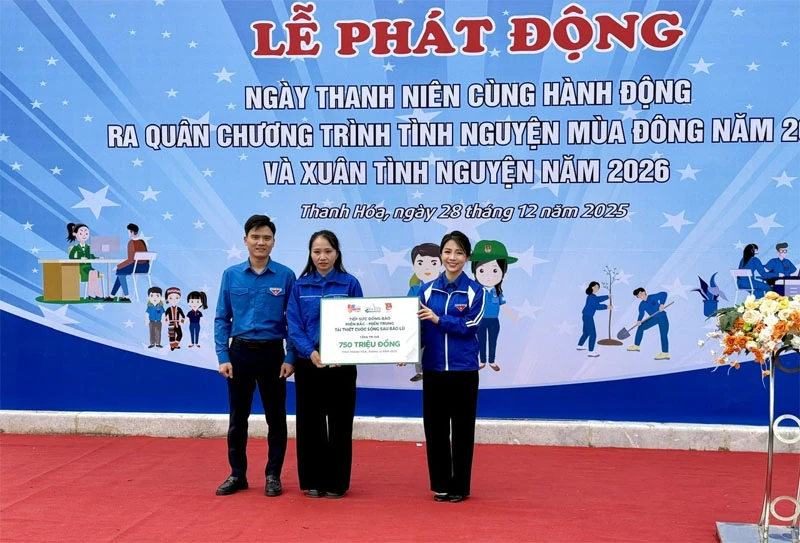 LỄ PHÁT ĐỘNG
NGÀY THANH NIÊN CÙNG HÀNH ĐỘNG
RA QUÂN CHƯƠNG TRÌNH TÌNH NGUYỆN MÙA ĐÔNG NĂM 2
VÀ XUÂN TÌNH NGUYỆN NĂM 2026
Thanh Hóa, ngày 28 tháng 12 năm 2025
TIẾP SỨC ĐỒNG BÀO
MIỀN BẮC - MIỀN TRUNG
TÁI THIẾT CUỘC SỐNG SAU BÃO LŨ
750 TRIỆU ĐỒNG